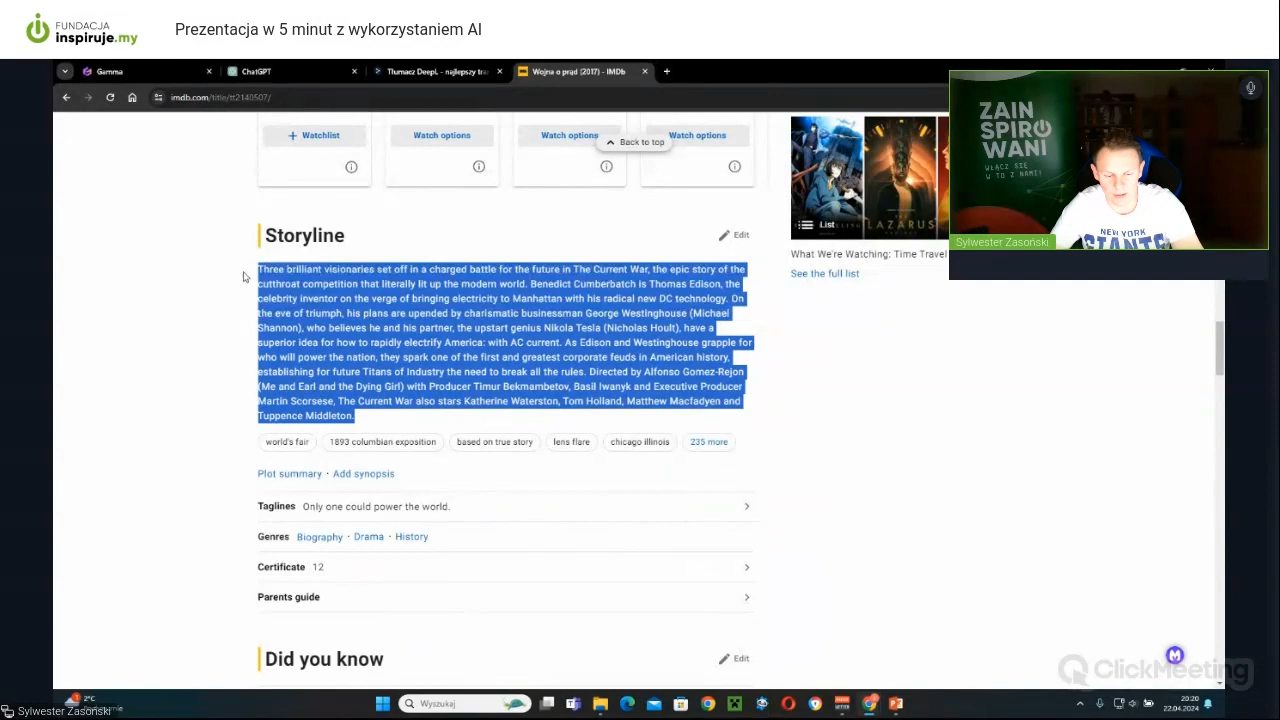 FUNDACJA
inspiruje.my
Prezentacja w 5 minut z wykorzystaniem AI
Gamma
ChatGPT
Tłumacz DeepL - najlepszy tra
Wojna o prąd (2017) - IMDb
imdb.com/title/tt2140507/
+ Watchlist
Watch options
Watch options
Watch options
Back to top
List
LAZARUS
What We're Watching: Time Travel
See the full list
ZAIN
SPIRO
WANI
WŁĄCZ SIĘ
W TO Z NAMI!
NEW YORK
GIANTS
Sylwester Zasoński
Storyline
Edit
Three brilliant visionaries set off in a charged battle for the future in The Current War, the epic story of the
cutthroat competition that literally lit up the modern world. Benedict Cumberbatch is Thomas Edison, the
celebrity inventor on the verge of bringing electricity to Manhattan with his radical new DC technology. On
the eve of triumph, his plans are upended by charismatic businessman George Westinghouse (Michael
Shannon), who believes he and his partner, the upstart genius Nikola Tesla (Nicholas Hoult), have a
superior idea for how to rapidly electrify America: with AC current. As Edison and Westinghouse grapple for
who will power the nation, they spark one of the first and greatest corporate feuds in American history,
establishing for future Titans of Industry the need to break all the rules. Directed by Alfonso Gomez-Rejon
(Me and Earl and the Dying Girl) with Producer Timur Bekmambetov, Basil Iwanyk and Executive Producer
Martin Scorsese, The Current War also stars Katherine Waterston, Tom Holland, Matthew Macfadyen and
Tuppence Middleton.
world's fair
1893 columbian exposition
based on true story
lens flare
chicago illinois
235 more
Plot summary · Add synopsis
Taglines Only one could power the world.
Genres Biography · Drama · History
Certificate 12
Parents guide
Did you know
Edit
ClickMeeting
2°C
Wyszukaj
20:20
22.04.2024
Sylwester Zasoński